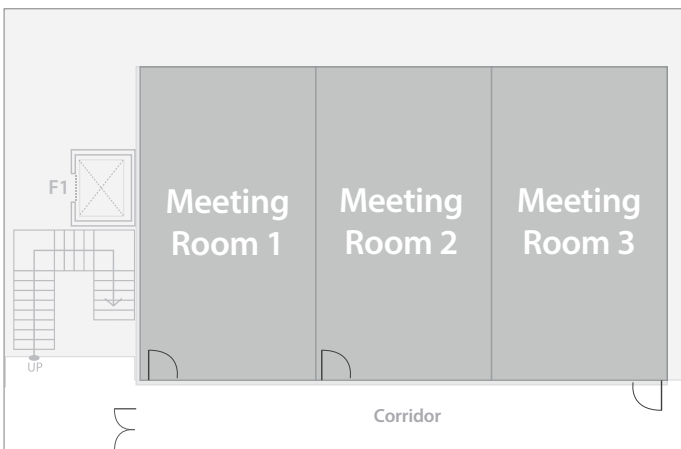 F1
Meeting
Room 1
Meeting
Room 2
Meeting
Room 3
UP
Corridor